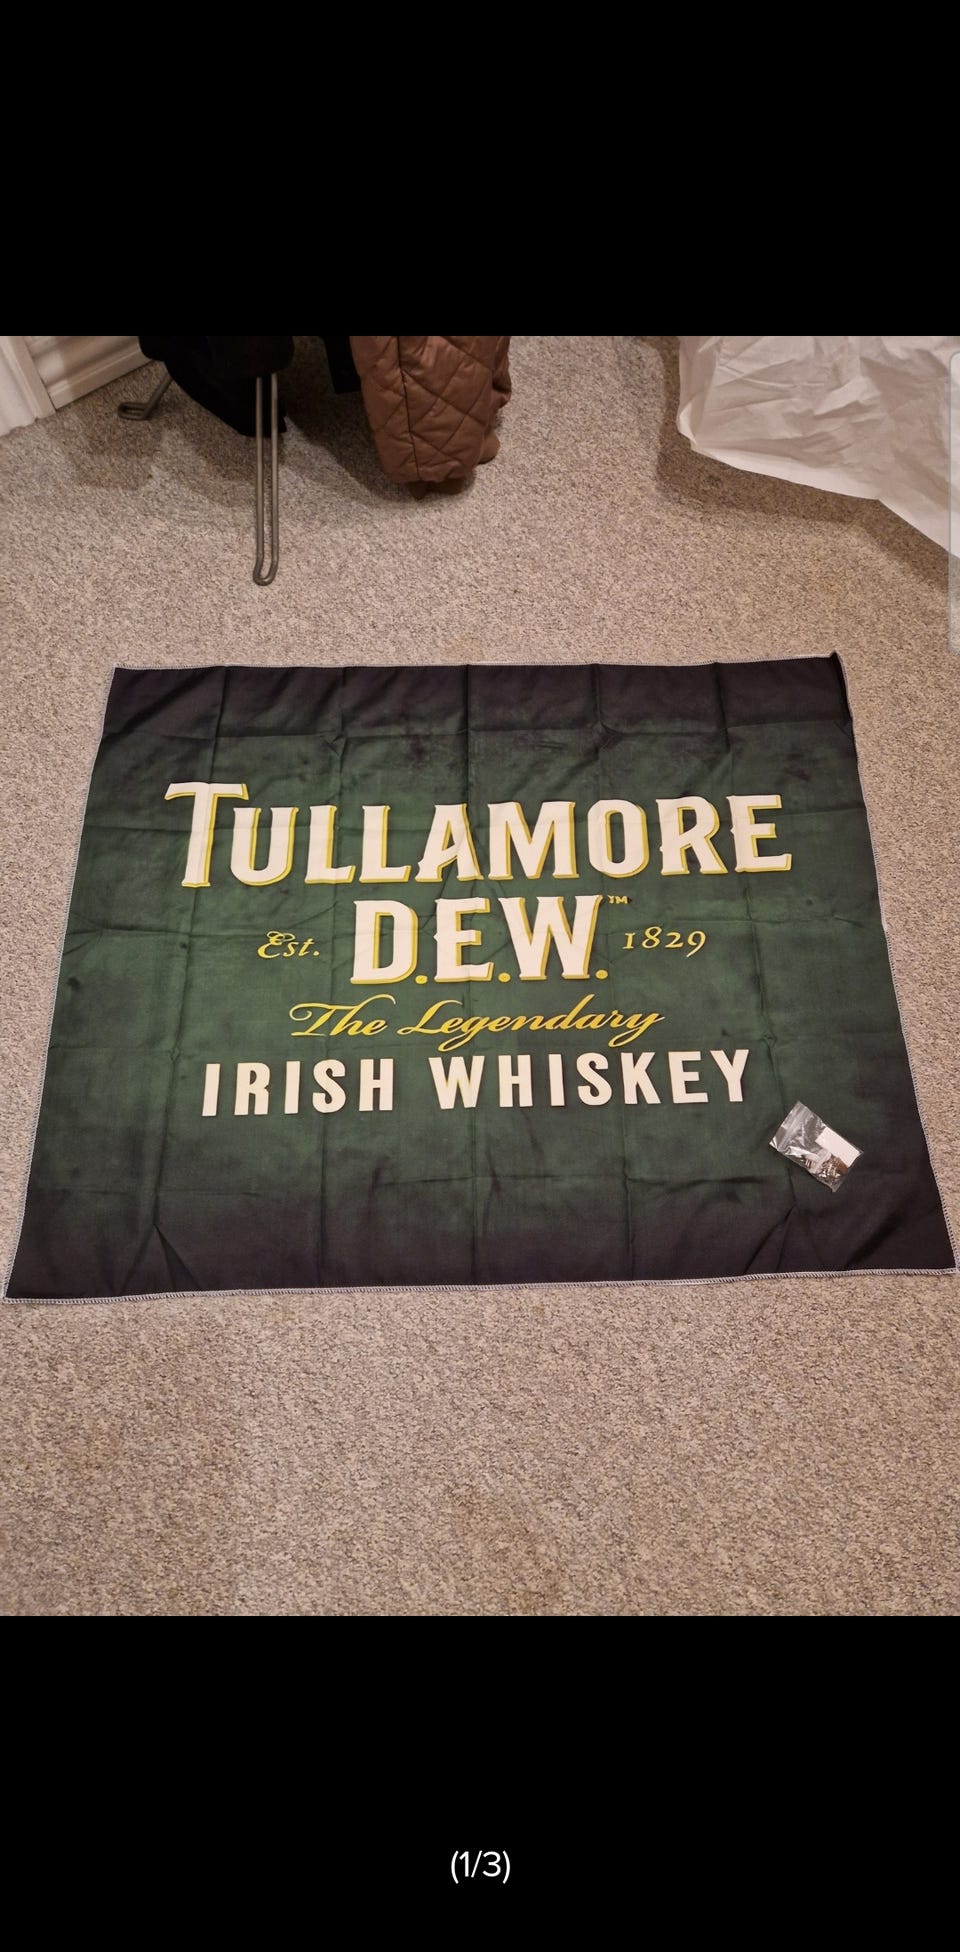 TULLAMORE
D.E.W.™
Est. 1829
The Legendary
IRISH WHISKEY
(1/3)